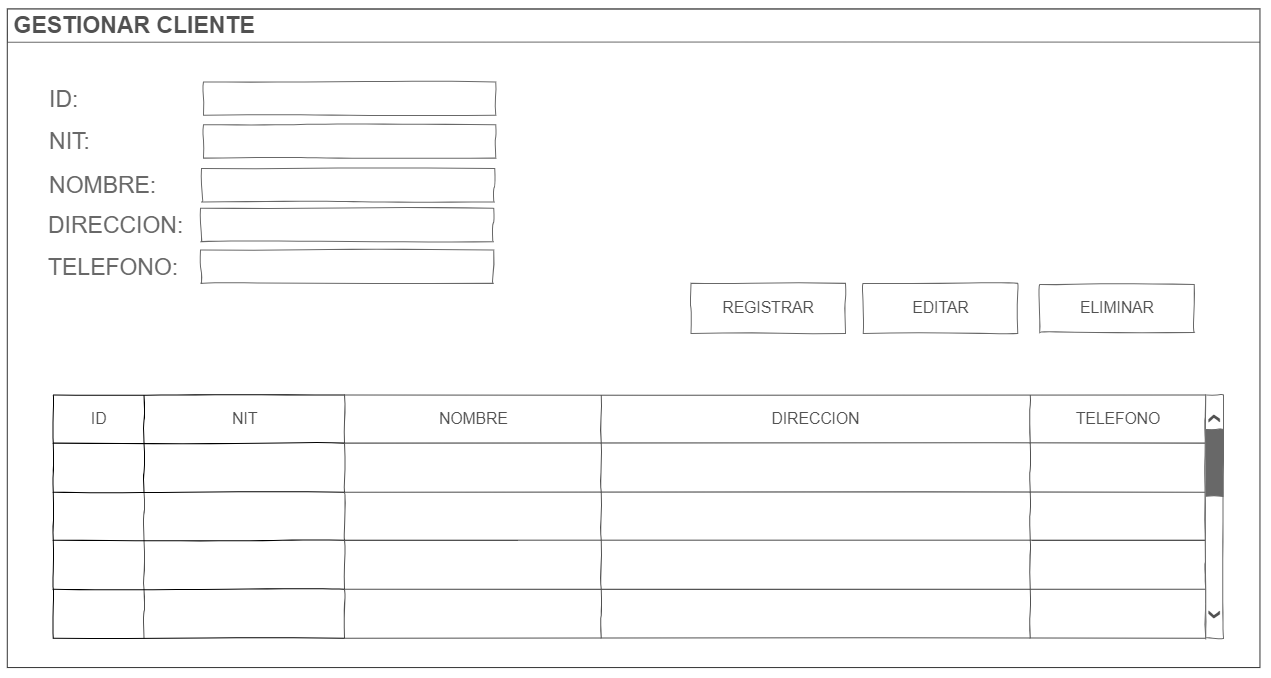 GESTIONAR CLIENTE
ID:
NIT:
NOMBRE:
DIRECCION:
TELEFONO:
REGISTRAR EDITAR ELIMINAR
ID NIT NOMBRE DIRECCION TELEFONO